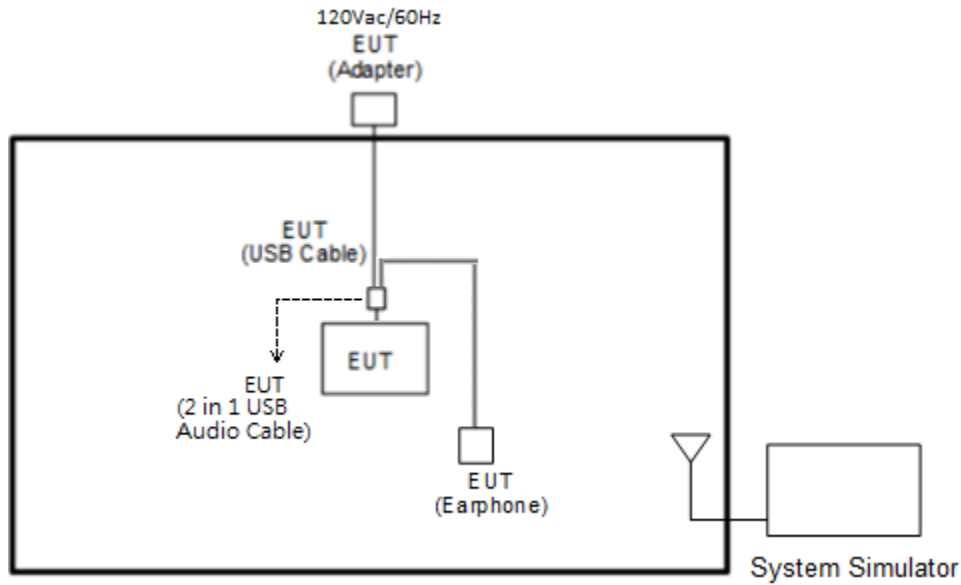 120Vac/60Hz
EUT
(Adapter)
EUT
(USB Cable)
EUT
EUT
(2 in 1 USB
Audio Cable)
EUT
(Earphone)
System Simulator